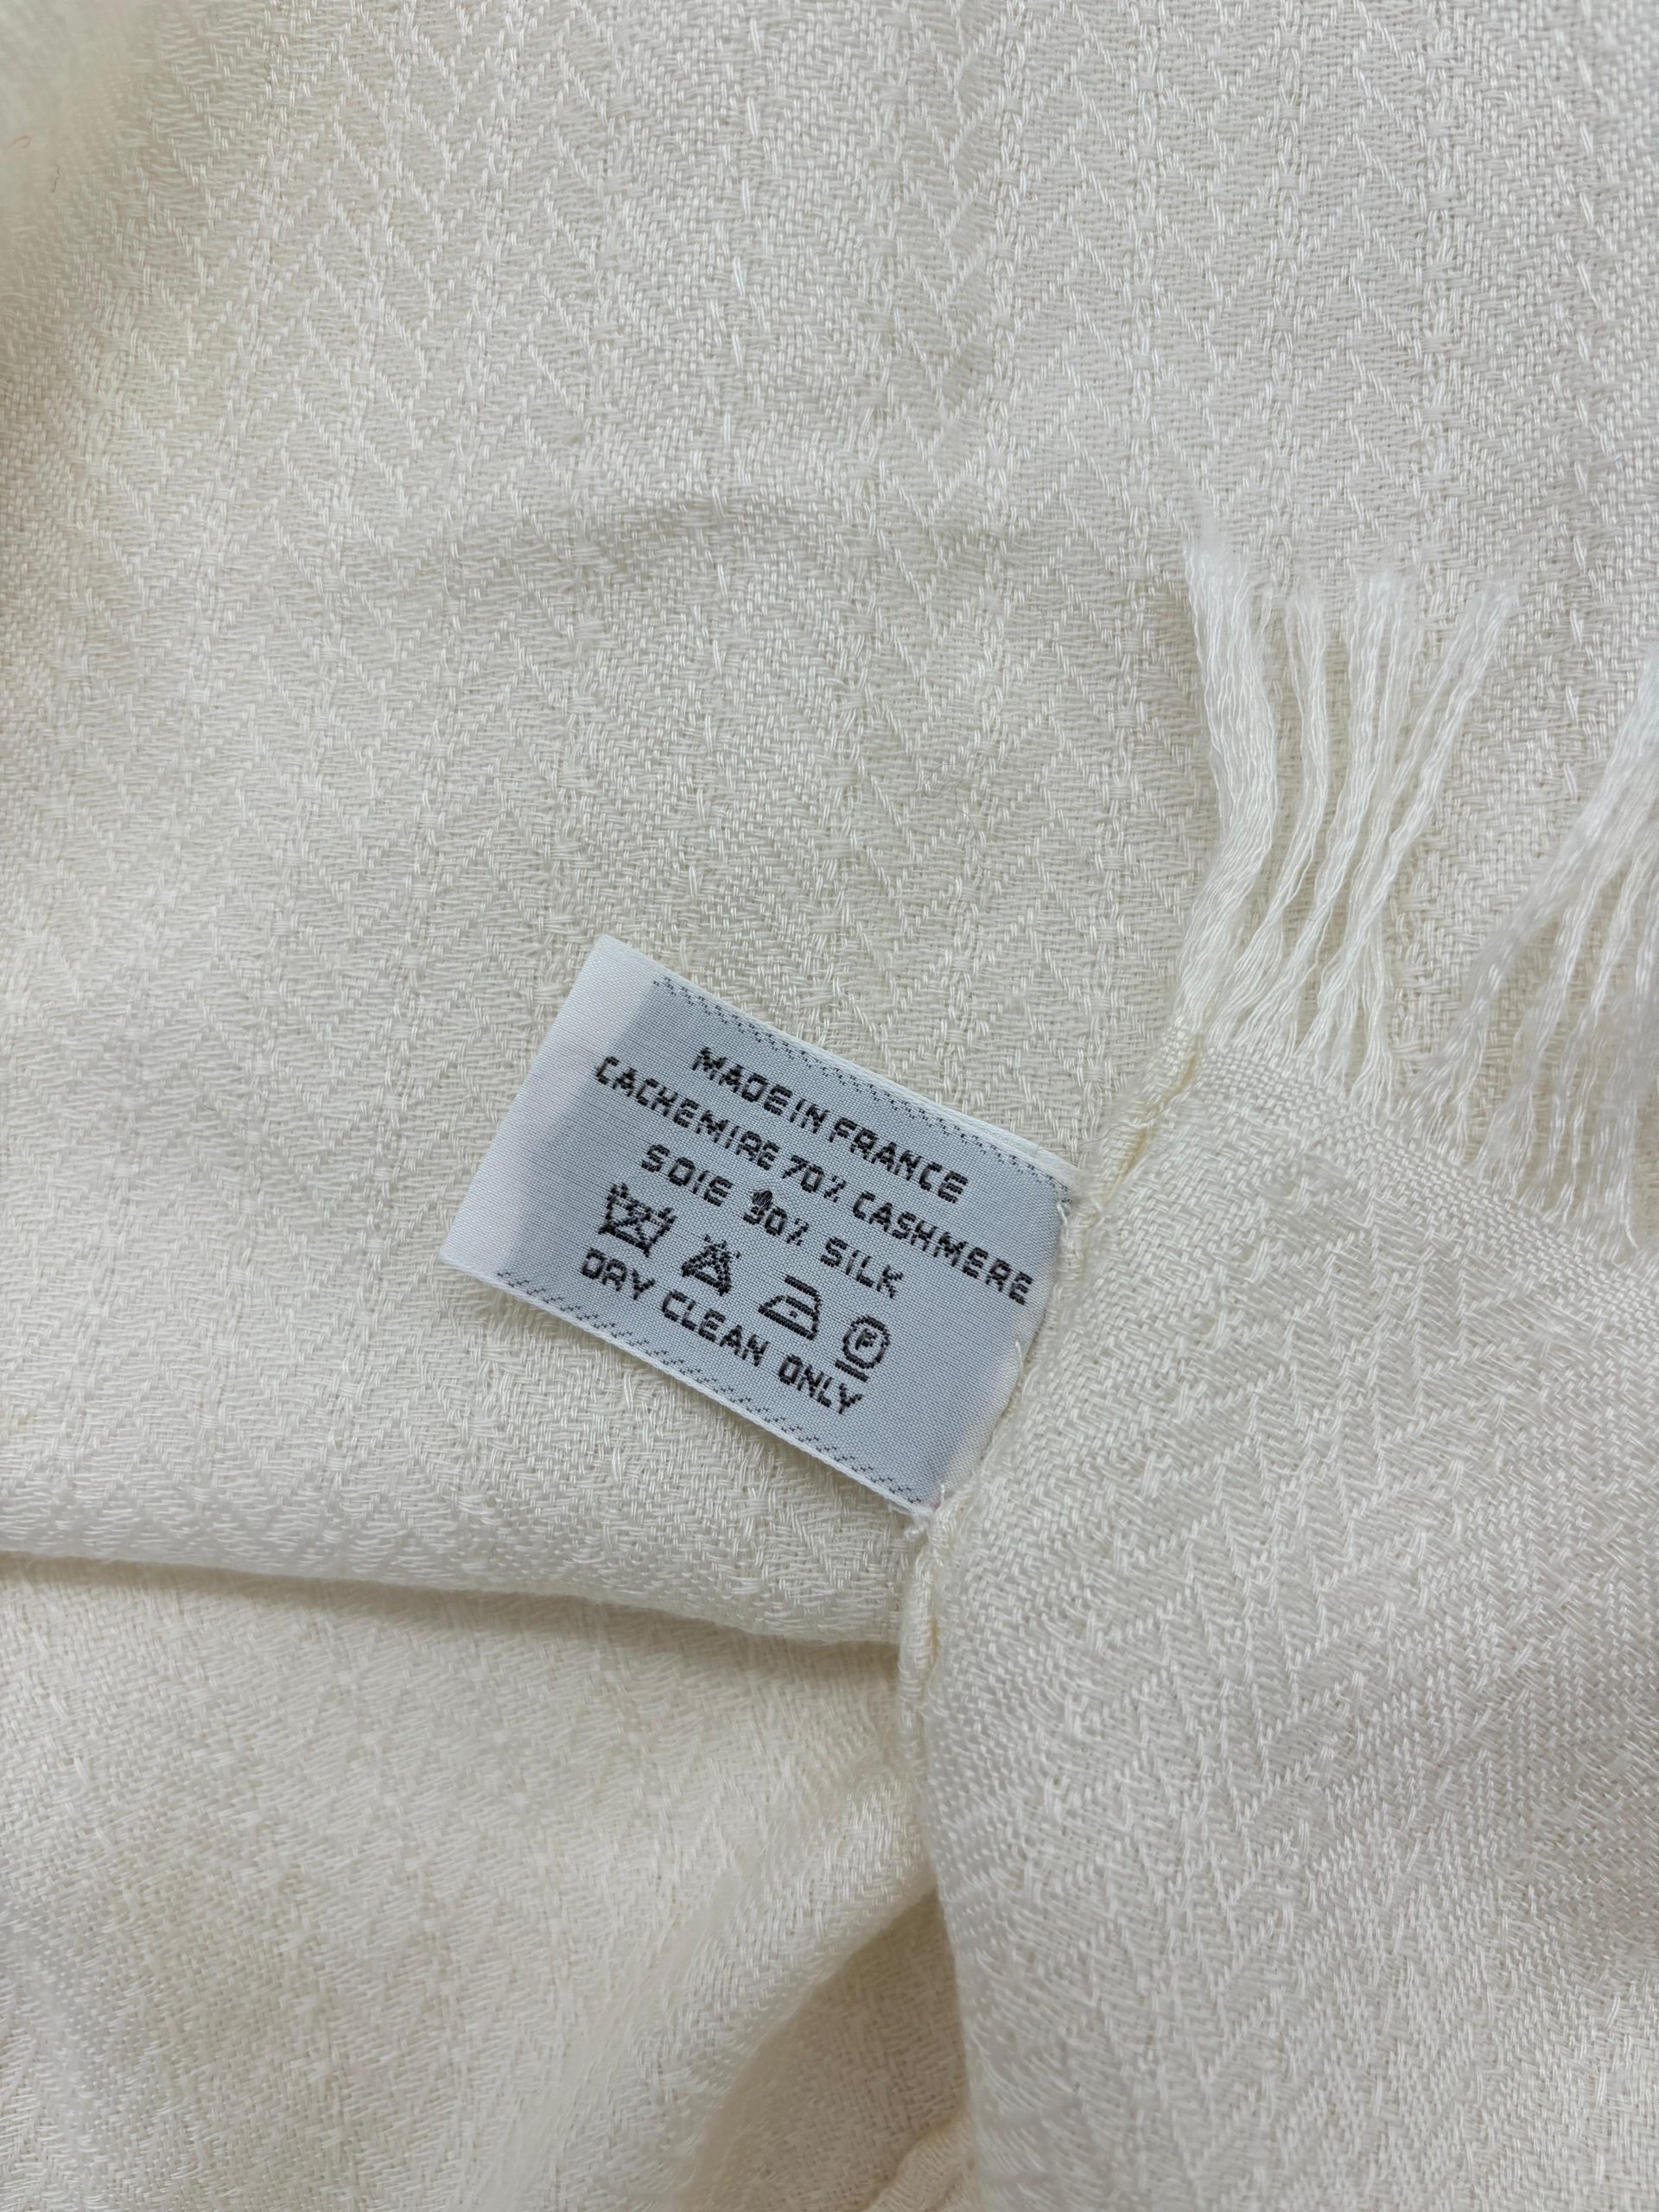 MADE IN FRANCE
CACHEMIRE 70% CASHMERE
SOIE 30% SILK
F
DRY CLEAN ONLY